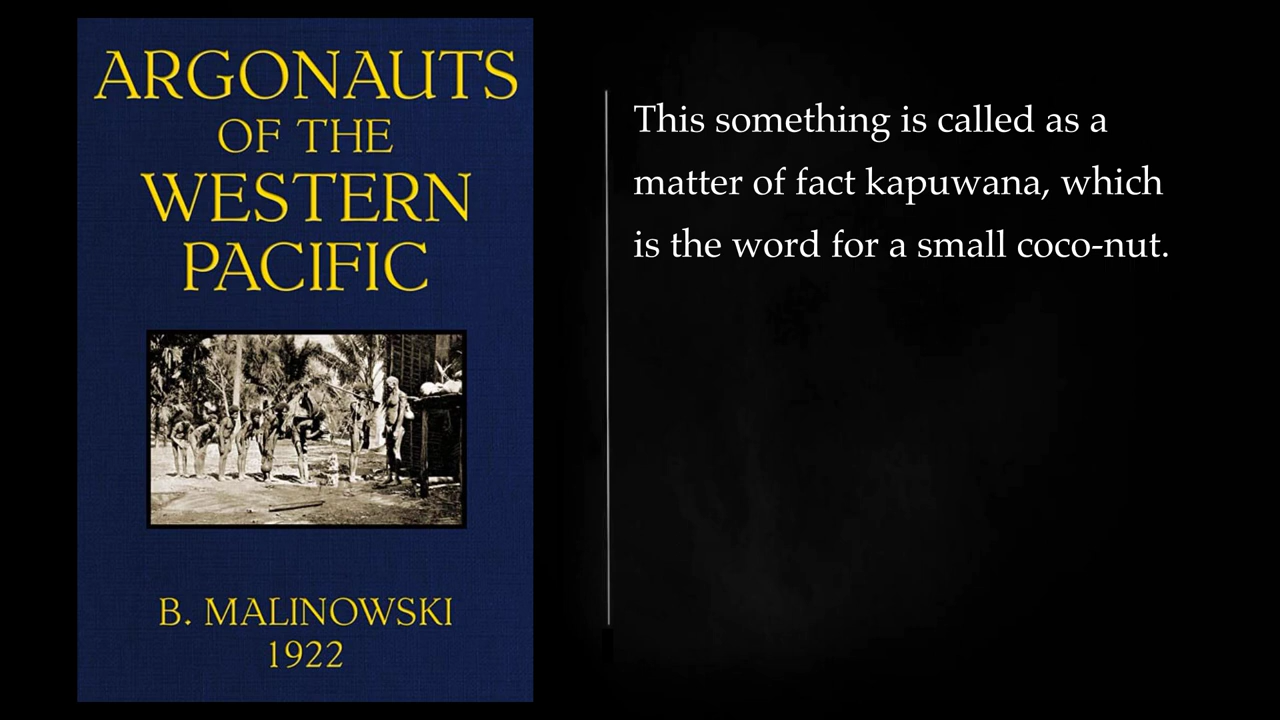 ARGONAUTS
OF THE
WESTERN
PACIFIC
B. MALINOWSKI
1922
This something is called as a
matter of fact kapuwana, which
is the word for a small coco-nut.